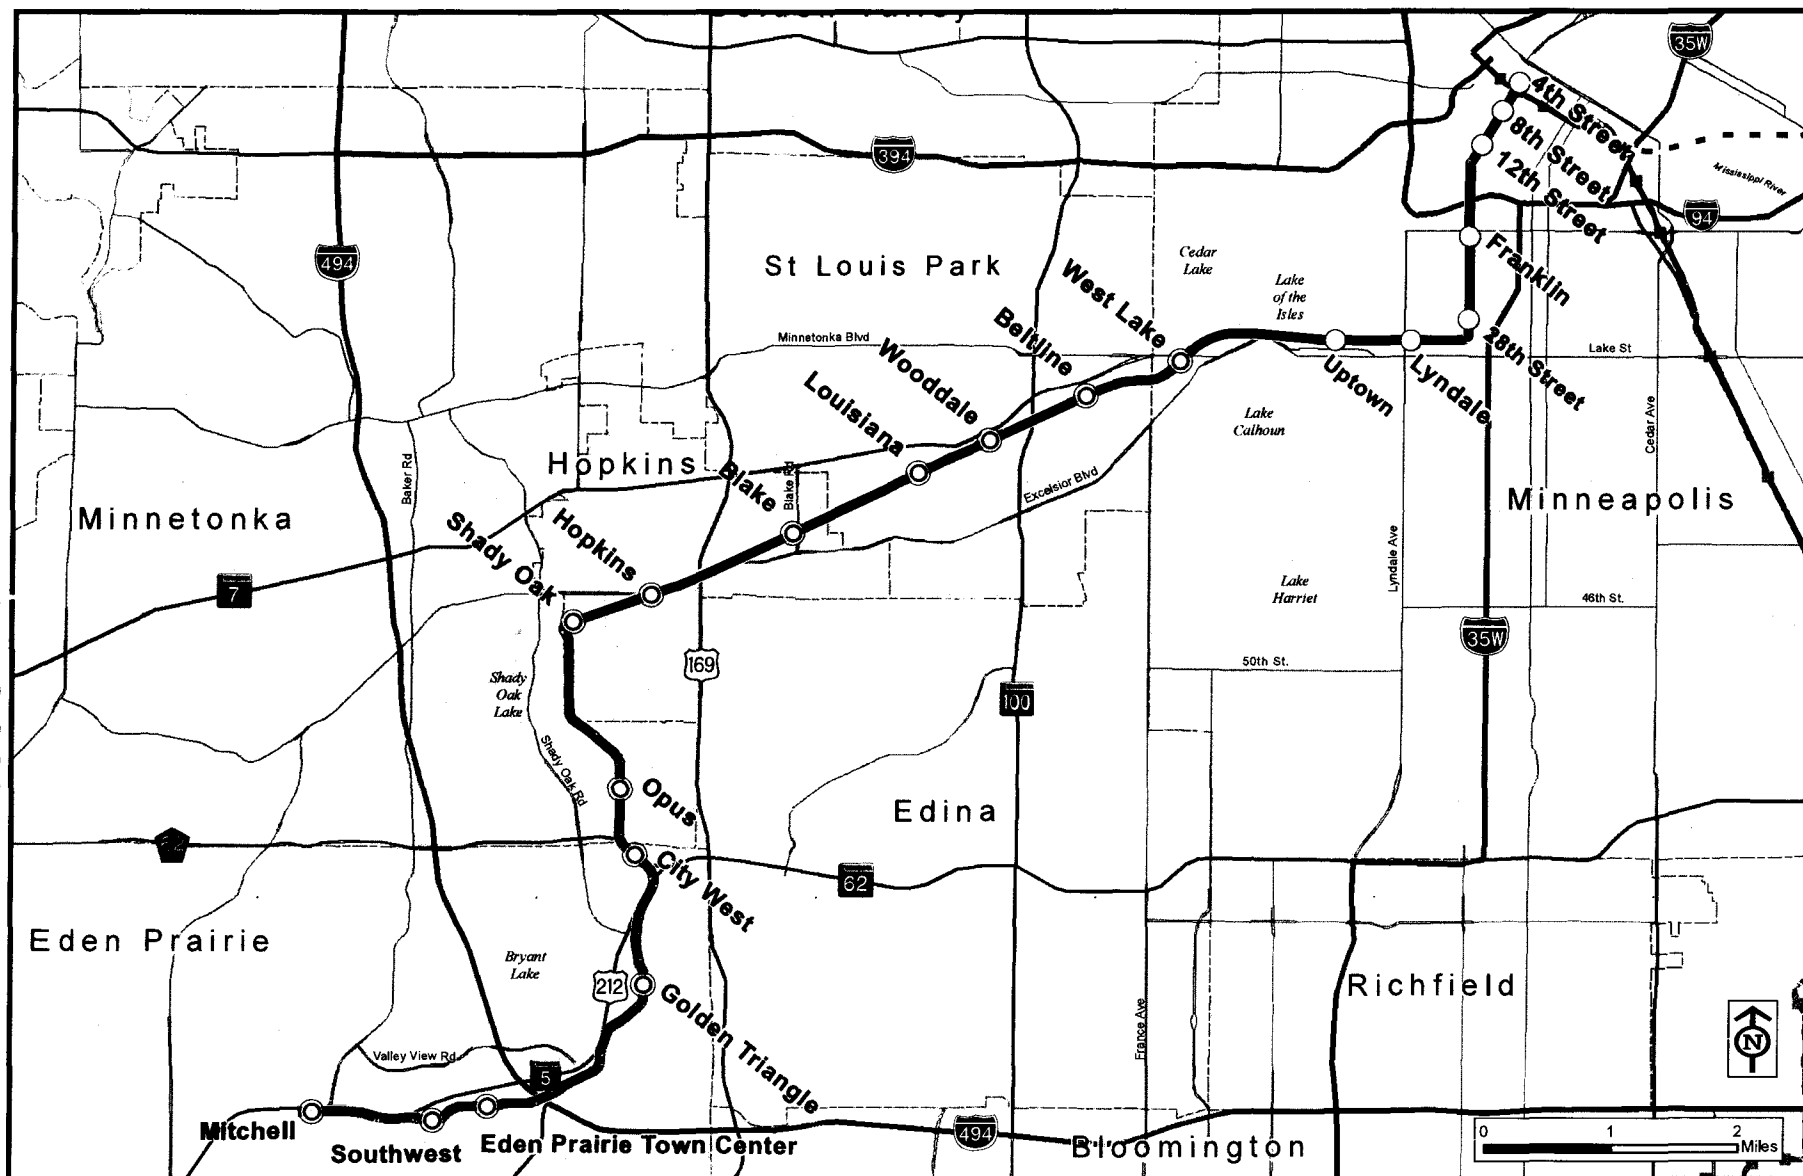 35W
4th Street
8th Street
12th Street
Mississippi River
394
94
494
St Louis Park
Cedar
Lake
Lake
of the
Isles
Franklin
West Lake
Beltline
Minnetonka Blvd
Wooddale
Louisiana
28th Street
Lake St
Uptown
Lyndale
Lake
Calhoun
Cedar Ave
Hopkins
Blake
Blake Rd
Excelsior Blvd
Baker Rd
Minnetonka
Minneapolis
Shady Oak
Hopkins
Lyndale Ave
7
Lake
Harriet
46th St.
35W
169
50th St.
Shady
Oak
Lake
100
Shady Oak Rd
Opus
Edina
City West
62
Eden Prairie
Bryant
Lake
212
Golden Triangle
Richfield
France Ave
N
Valley View Rd
5
Mitchell
Southwest
Eden Prairie Town Center
494
Bloomington
0 1 2
Miles